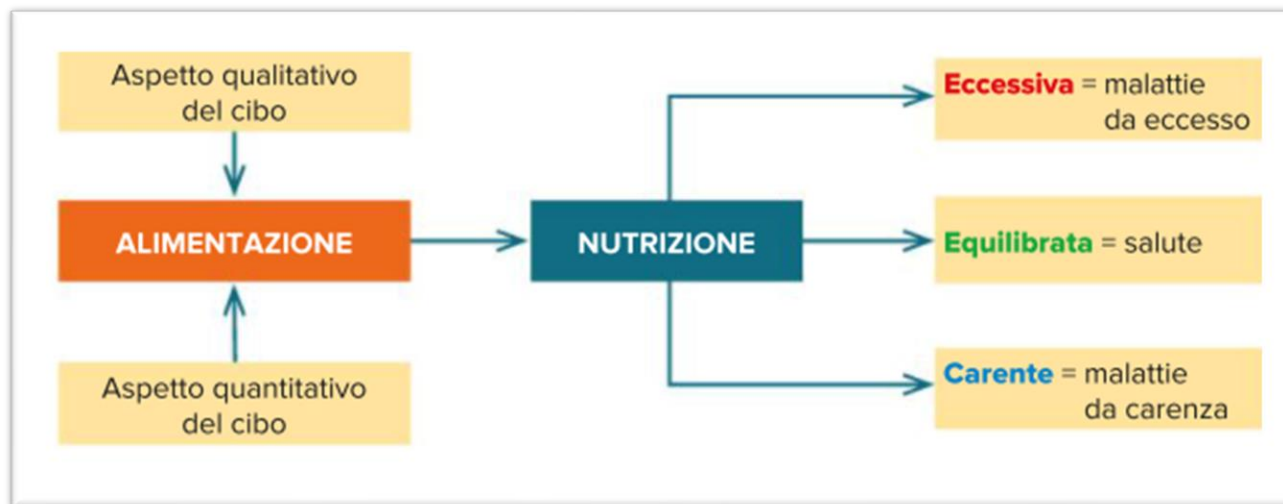 Aspetto qualitativo
del cibo
ALIMENTAZIONE
Aspetto quantitativo
del cibo
NUTRIZIONE
Eccessiva = malattie
da eccesso
Equilibrata = salute
Carente = malattie
da carenza